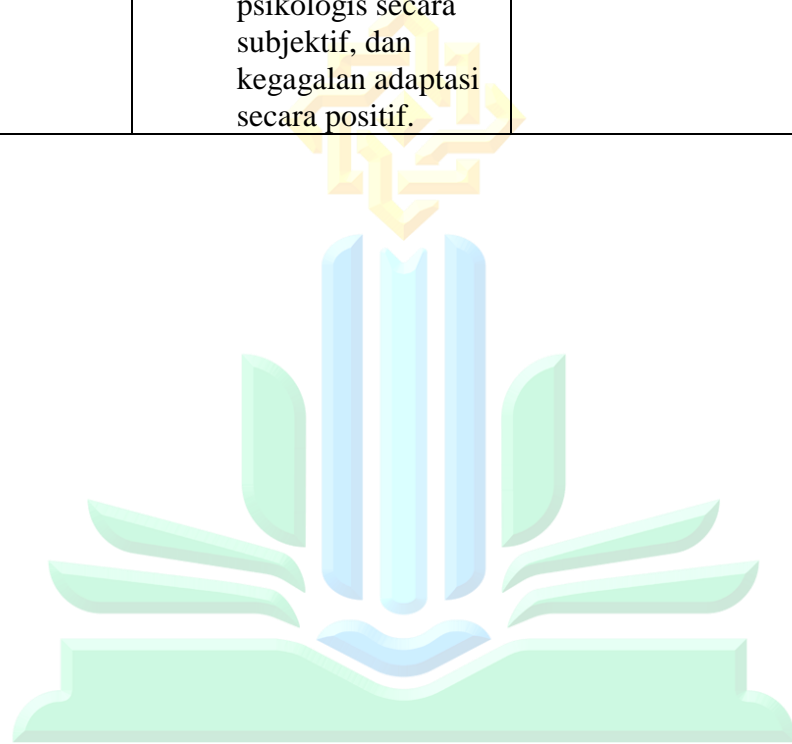 psikologis secara
subjektif, dan
kegagalan adaptasi
secara positif.